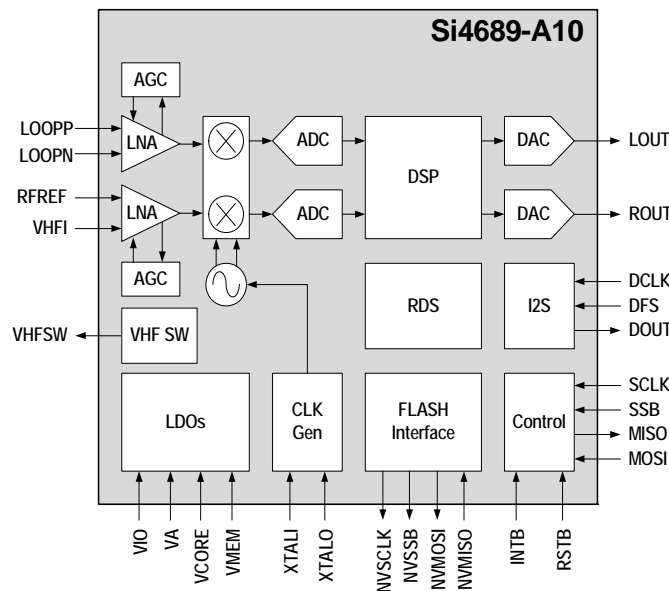 Si4689-A10
AGC
LOOPP
LOOPN
LNA
ADC
DSP
DAC
LOUT
RFREF
VHFI
LNA
ADC
DAC
ROUT
AGC
RDS
I2S
DCLK
DFS
DOUT
VHFSW
VHF SW
LDOs
CLK
Gen
FLASH
Interface
Control
SCLK
SSB
MISO
MOSI
VIO
VA
VCORE
VMEM
XTALI
XTALO
NVSCLK
NVSSB
NVMOSI
NVMISO
INTB
RSTB